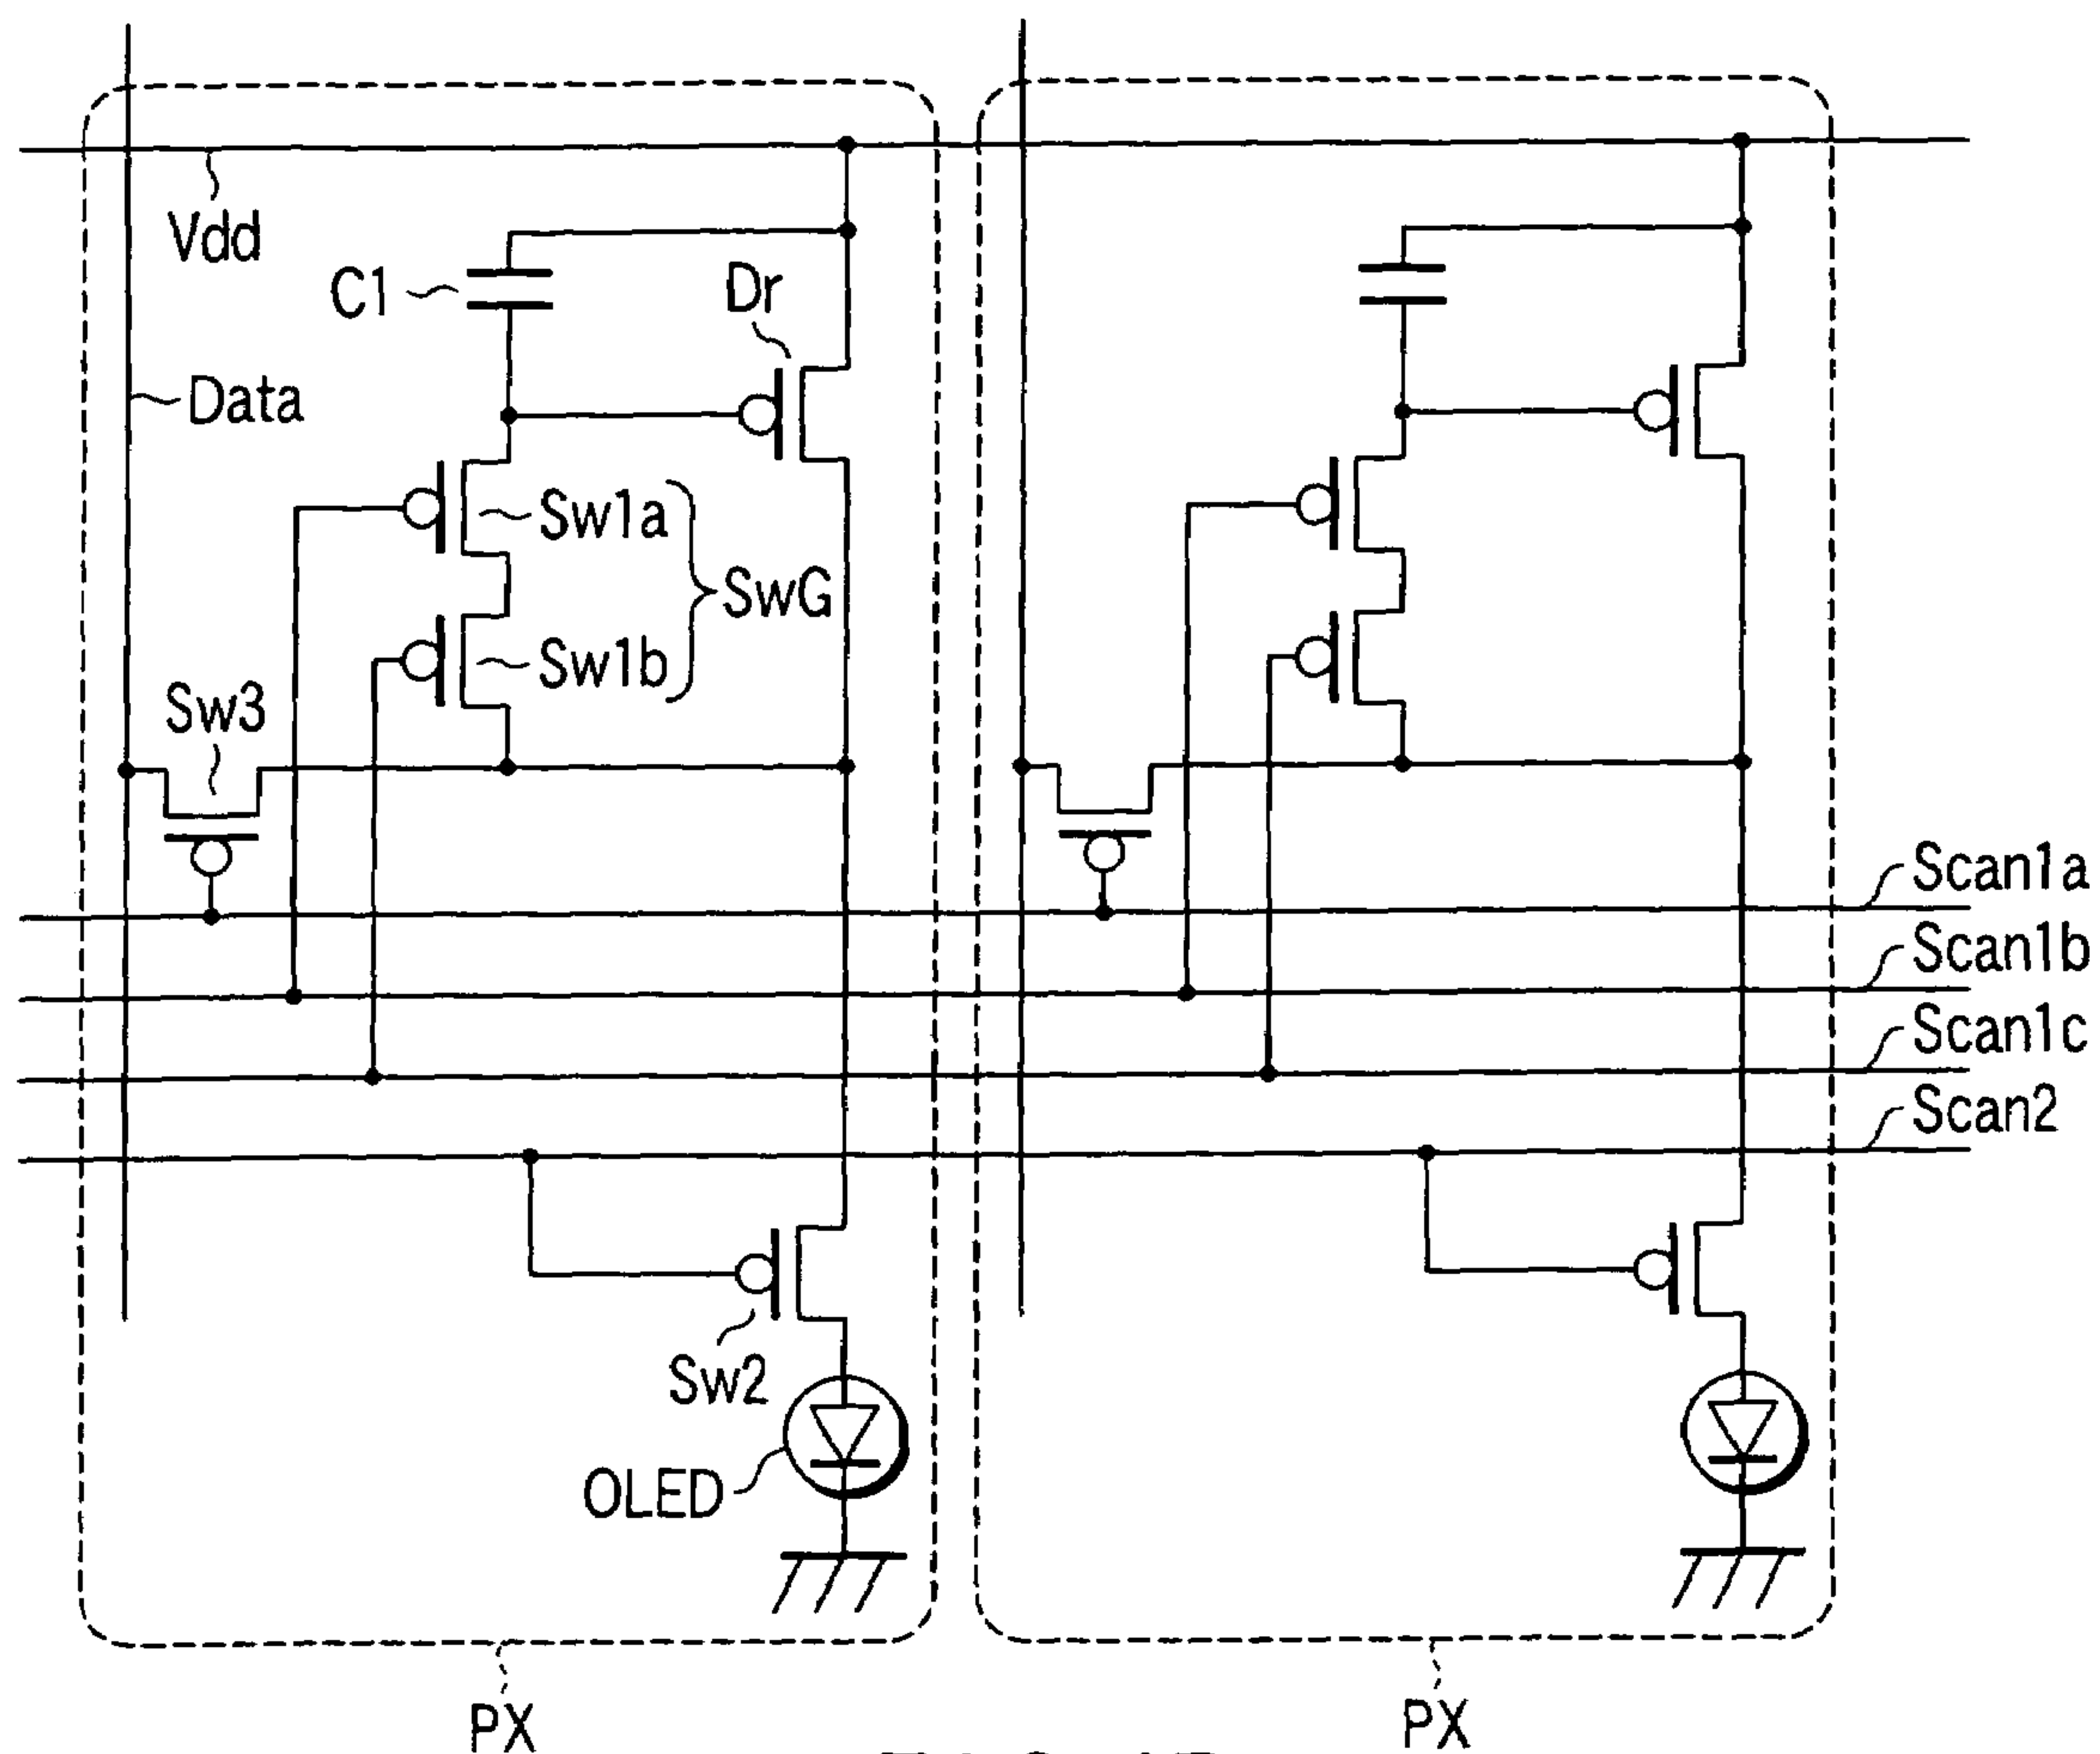 Vdd
C1
Dr
Data
Sw1a
SwG
Sw1b
Sw3
Scan1a
Scan1b
Scan1c
Scan2
Sw2
OLED
PX
PX